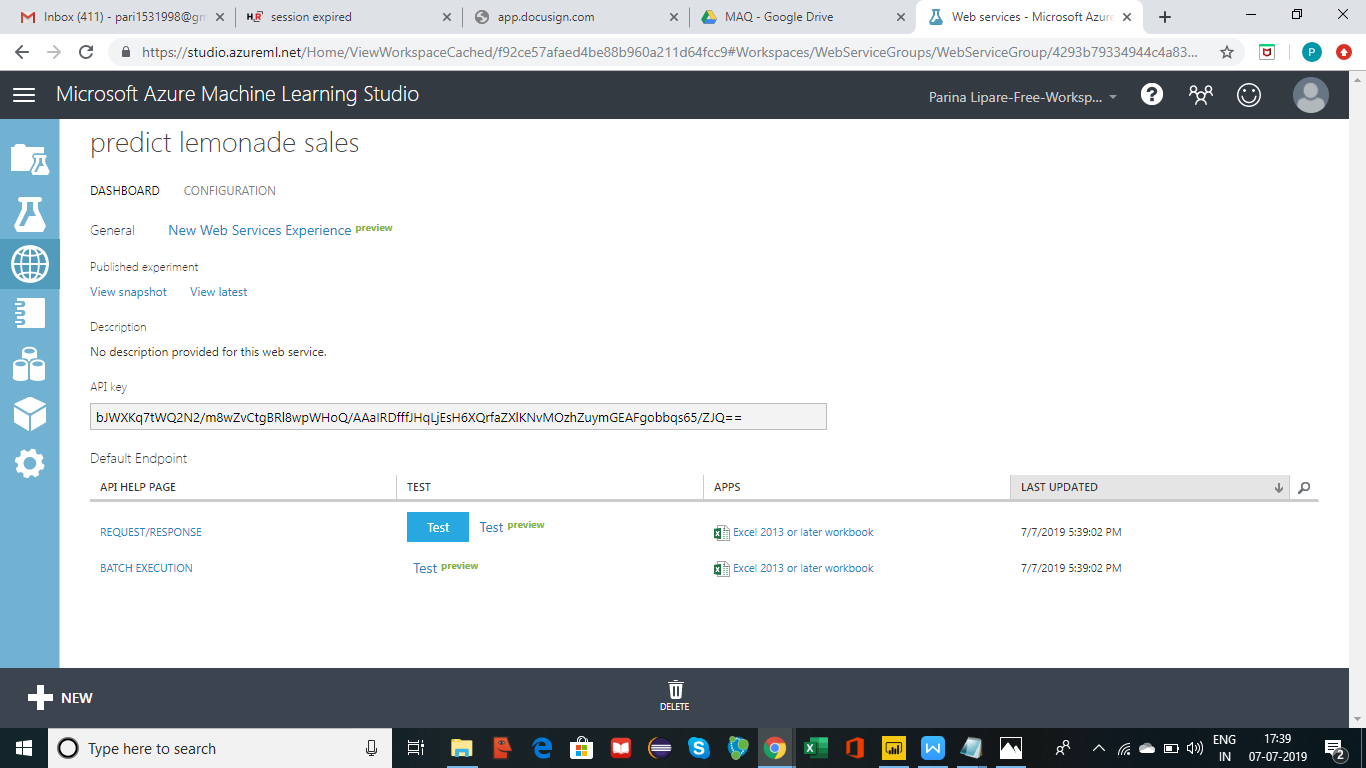 Inbox (411) - pari1531998@gm
session expired
app.docusign.com
MAQ - Google Drive
Web services - Microsoft Azure
https://studio.azureml.net/Home/ViewWorkspaceCached/f92ce57afaed4be88b960a211d64fcc9#Workspaces/WebServiceGroups/WebServiceGroup/4293b79334944c4a83...
P
Microsoft Azure Machine Learning Studio
Parina Lipare-Free-Worksp...
predict lemonade sales
DASHBOARD CONFIGURATION
General New Web Services Experience preview
Published experiment
View snapshot View latest
Description
No description provided for this web service.
API key
Default Endpoint
API HELP PAGE TEST APPS LAST UPDATED
REQUEST/RESPONSE Test Test preview Excel 2013 or later workbook 7/7/2019 5:39:02 PM
BATCH EXECUTION Test preview Excel 2013 or later workbook 7/7/2019 5:39:02 PM
NEW
DELETE
Type here to search
ENG
IN
17:39
07-07-2019
2